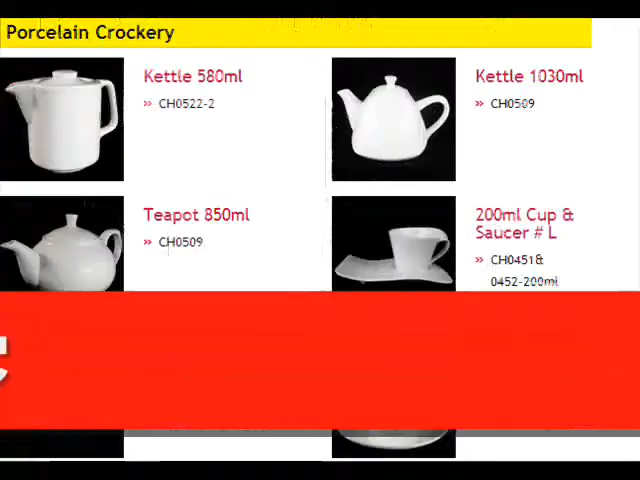 Porcelain Crockery
Kettle 580ml
» CH0522-2
Kettle 1030ml
» CH0509
Teapot 850ml
» CH0509
200ml Cup &
Saucer # L
» CH0451&
0452-200ml